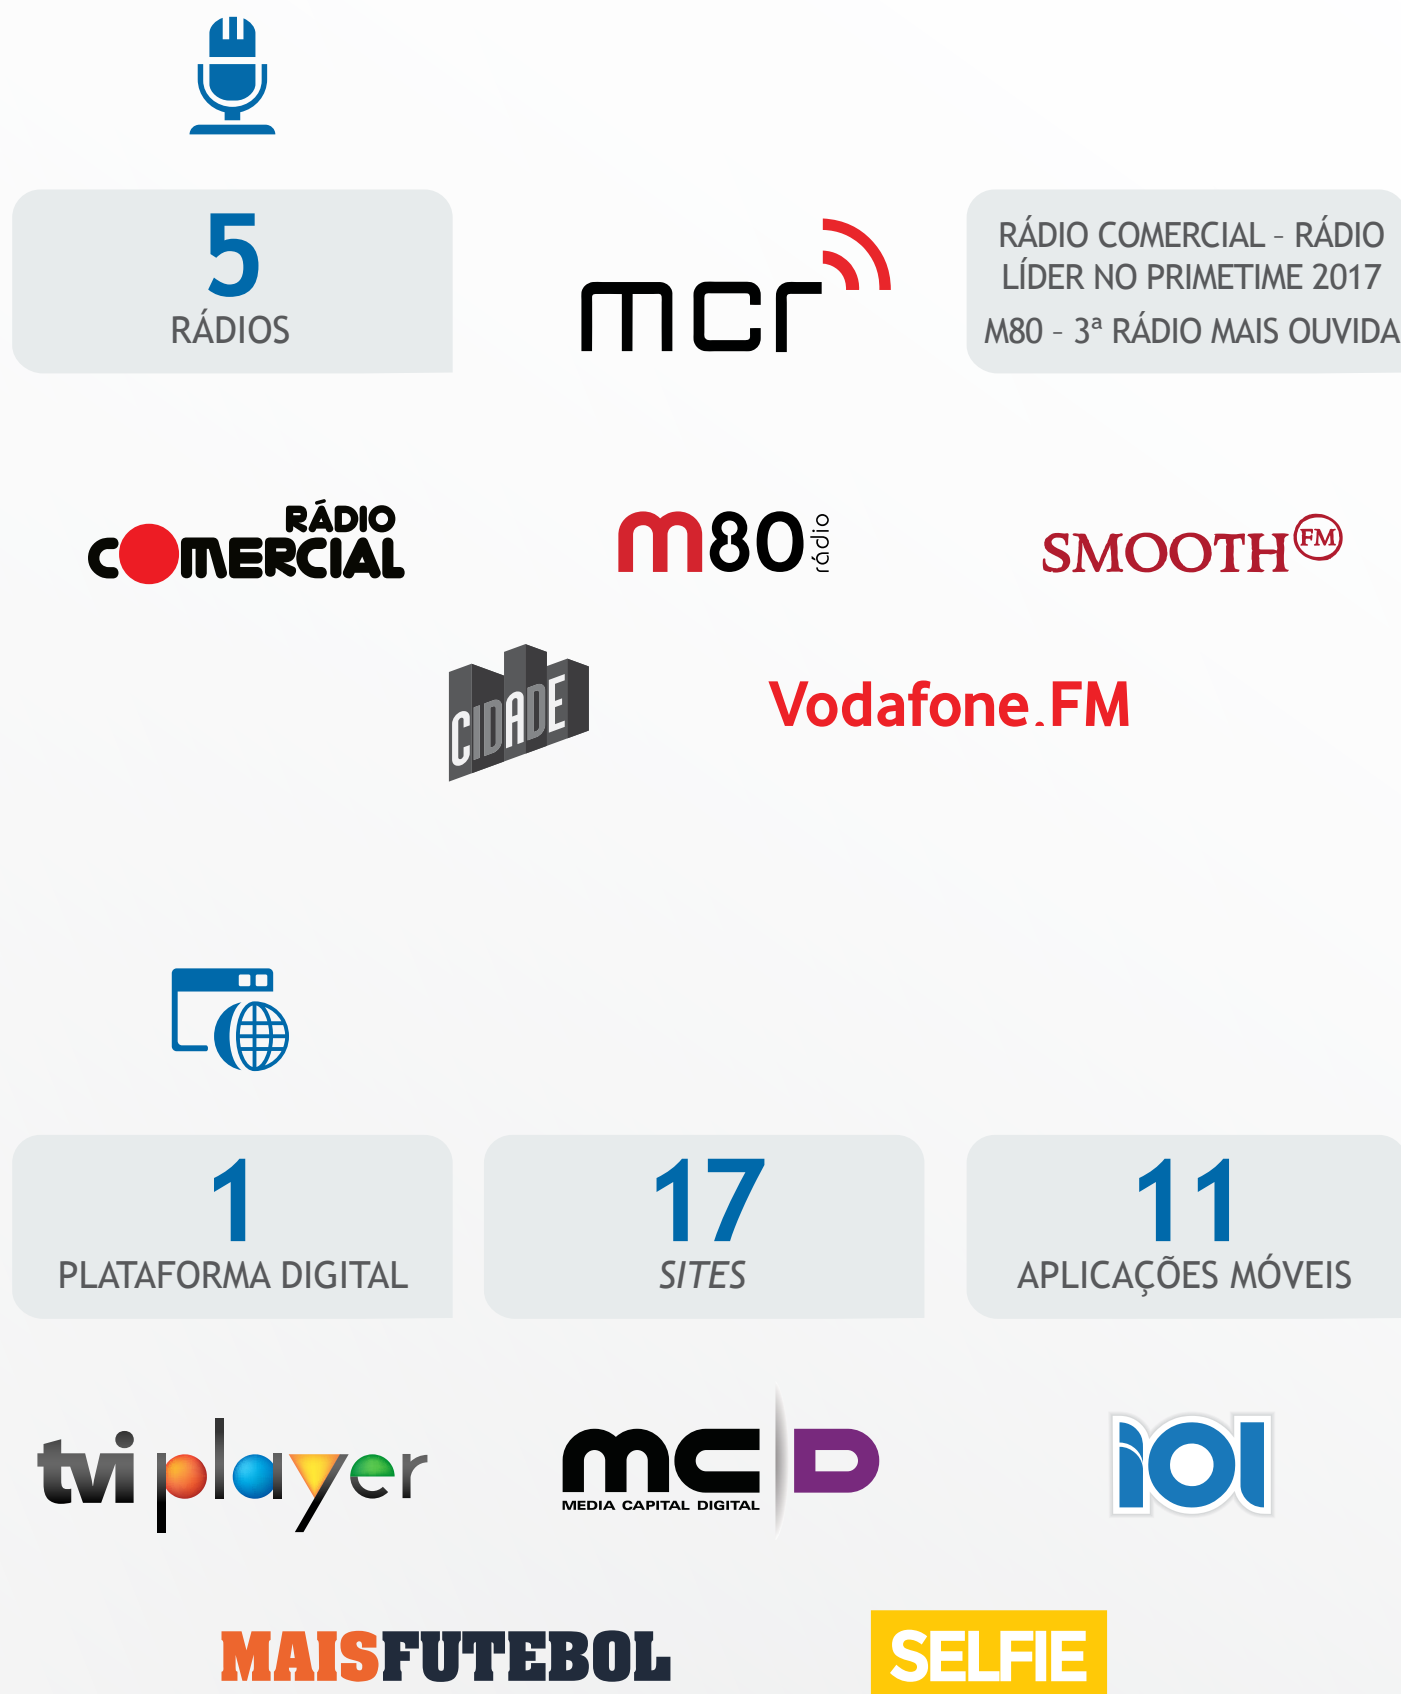 5
RÁDIOS
mcr
RÁDIO COMERCIAL – RÁDIO
LÍDER NO PRIMETIME 2017
M80 – 3ª RÁDIO MAIS OUVIDA
RÁDIO
COMERCIAL
m80 rádio
SMOOTH FM
CIDADE
Vodafone.FM
1
PLATAFORMA DIGITAL
17
SITES
11
APLICAÇÕES MÓVEIS
tvi player
MC D
MEDIA CAPITAL DIGITAL
iol
MAISFUTEBOL
SELFIE